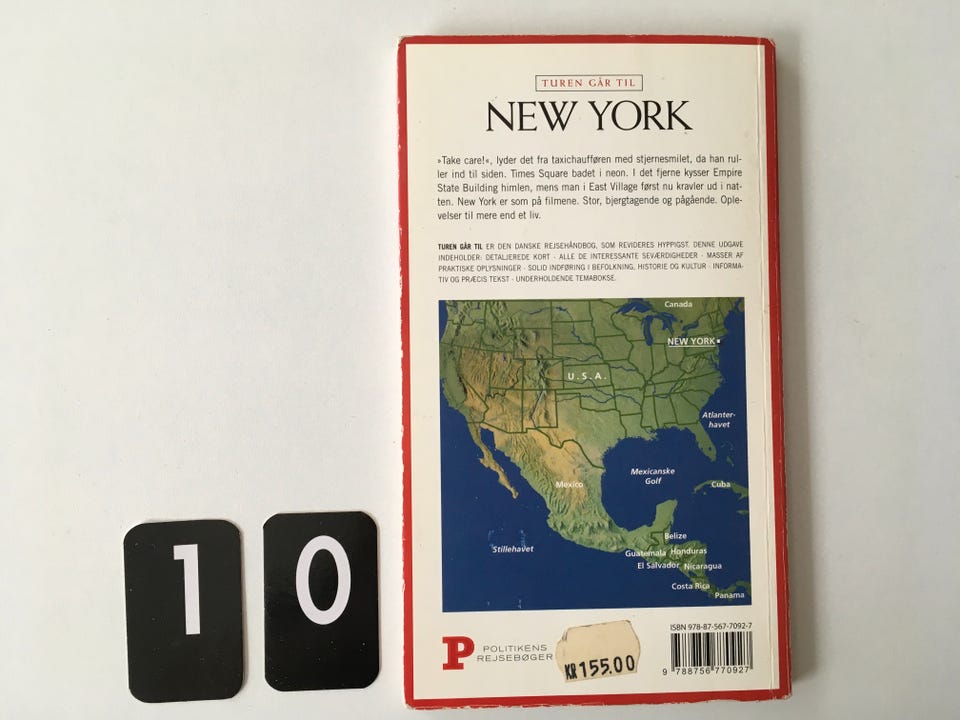 TUREN GÅR TIL
NEW YORK
»Take care!«, lyder det fra taxichaufføren med stjernesmilet, da han rul-
ler ind til siden. Times Square badet i neon. I det fjerne kysser Empire
State Building himlen, mens man i East Village først nu kravler ud i nat-
ten. New York er som på filmene. Stor, bjergtagende og pågående. Ople-
velser til mere end et liv.
TUREN GÅR TIL ER DEN DANSKE REJSEHÅNDBOG, SOM REVIDERES HYPPIGST. DENNE UDGAVE
INDEHOLDER: DETALJEREDE KORT · ALLE DE INTERESSANTE SEVÆRDIGHEDER · MASSER AF
PRAKTISKE OPLYSNINGER · SOLID INDFØRING I BEFOLKNING, HISTORIE OG KULTUR · INFORMA-
TIV OG PRÆCIS TEKST · UNDERHOLDENDE TEMABOKSE.
Canada
NEW YORK
U.S.A.
Atlanter-
havet
Mexicanske
Golf
Mexico
Cuba
Belize
Stillehavet
Guatemala Honduras
El Salvador Nicaragua
Costa Rica
Panama
1 0
P POLITIKENS
REJSEBØGER
KR 155.00
ISBN 978-87-567-7092-7
9 788756 770927